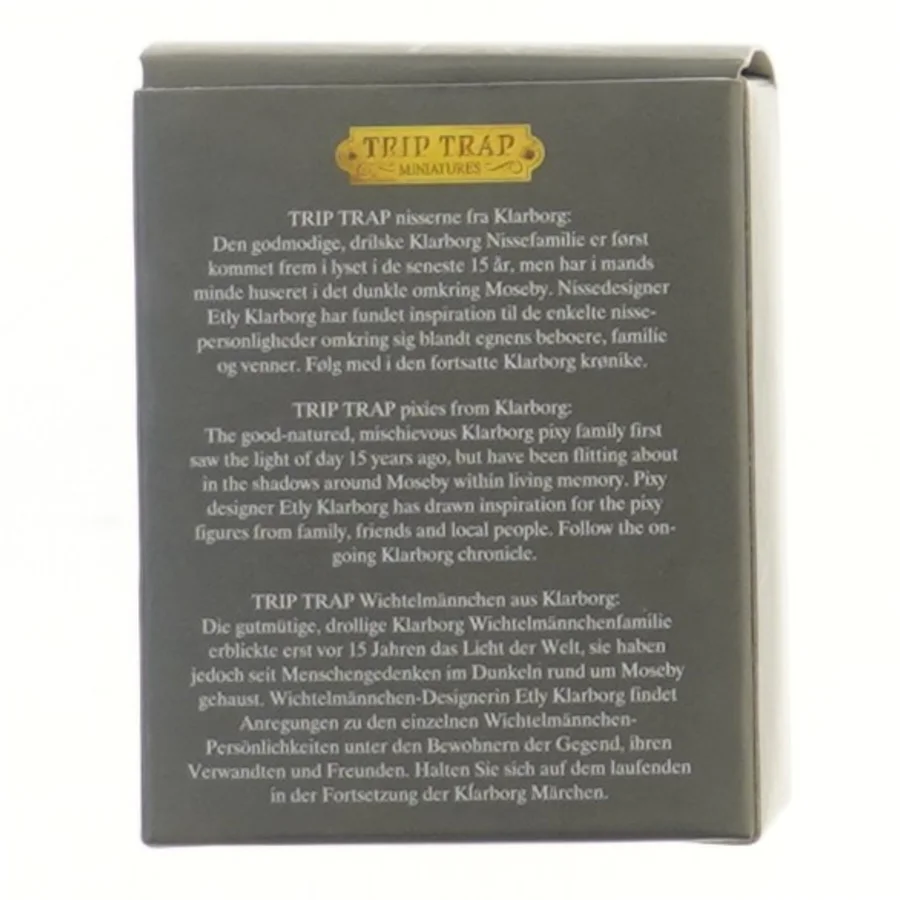 TRIP TRAP
MINIATURES
TRIP TRAP nisserne fra Klarborg:
Den godmodige, drilske Klarborg Nissefamilie er først
kommet frem i lyset i de seneste 15 år, men har i mands
minde huseret i det dunkle omkring Moseby. Nissedesigner
Etly Klarborg har fundet inspiration til de enkelte nisse-
personligheder omkring sig blandt egnens beboere, familie
og venner. Følg med i den fortsatte Klarborg krønike.
TRIP TRAP pixies from Klarborg:
The good-natured, mischievous Klarborg pixy family first
saw the light of day 15 years ago, but have been flitting about
in the shadows around Moseby within living memory. Pixy
designer Etly Klarborg has drawn inspiration for the pixy
figures from family, friends and local people. Follow the on-
going Klarborg chronicle.
TRIP TRAP Wichtelmännchen aus Klarborg:
Die gutmütige, drollige Klarborg Wichtelmännchenfamilie
erblickte erst vor 15 Jahren das Licht der Welt, sie haben
jedoch seit Menschengedenken im Dunkeln rund um Moseby
gehaust. Wichtelmännchen-Designerin Etly Klarborg findet
Anregungen zu den einzelnen Wichtelmännchen-
Persönlichkeiten unter den Bewohnern der Gegend, ihren
Verwandten und Freunden. Halten Sie sich auf dem laufenden
in der Fortsetzung der Klarborg Märchen.